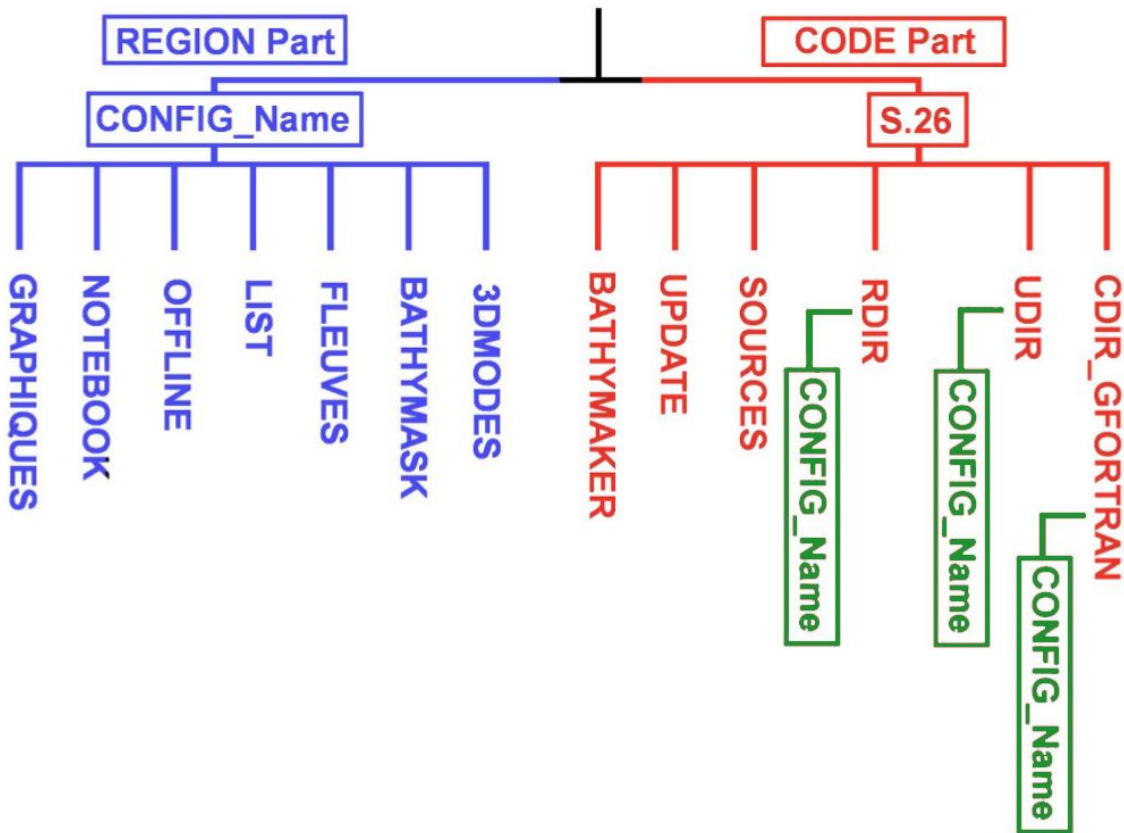 REGION Part
CODE Part
CONFIG_Name
S.26
GRAPHIQUES
NOTEBOOK
OFFLINE
LIST
FLEUVES
BATHYMASK
3DMODES
BATHYMAKER
UPDATE
SOURCES
RDIR
CONFIG_Name
UDIR
CONFIG_Name
CDIR_GFORTRAN
CONFIG_Name